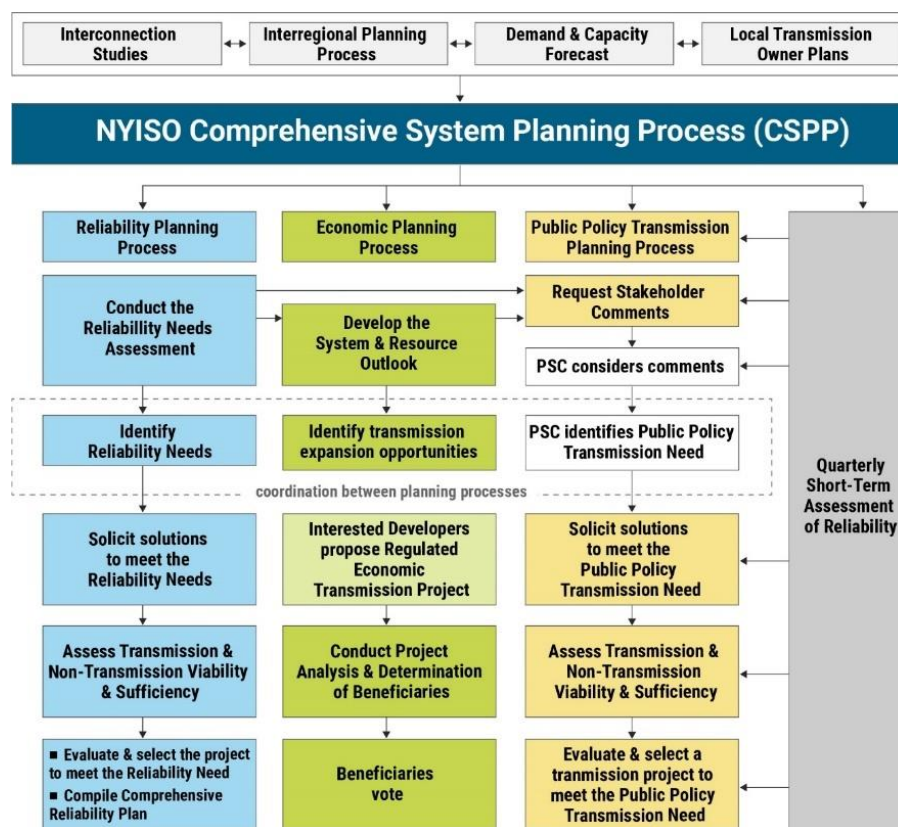 Interconnection
Studies
Interregional Planning
Process
Demand & Capacity
Forecast
Local Transmission
Owner Plans
NYISO Comprehensive System Planning Process (CSPP)
Reliability Planning
Process
Economic Planning
Process
Public Policy Transmission
Planning Process
Conduct the
Reliability Needs
Assessment
Develop the
System & Resource
Outlook
Request Stakeholder
Comments
PSC considers comments
Identify
Reliability Needs
Identify transmission
expansion opportunities
PSC identifies Public Policy
Transmission Need
coordination between planning processes
Quarterly
Short-Term
Assessment
of Reliability
Solicit solutions
to meet the
Reliability Needs
Interested Developers
propose Regulated
Economic
Transmission Project
Solicit solutions
to meet the
Public Policy
Transmission Need
Assess Transmission &
Non-Transmission Viability
& Sufficiency
Conduct Project
Analysis & Determination
of Beneficiaries
Assess Transmission &
Non-Transmission
Viability & Sufficiency
■ Evaluate & select the project
to meet the Reliability Need
■ Compile Comprehensive
Reliability Plan
Beneficiaries
vote
Evaluate & select a
tranmission project to
meet the Public Policy
Transmission Need